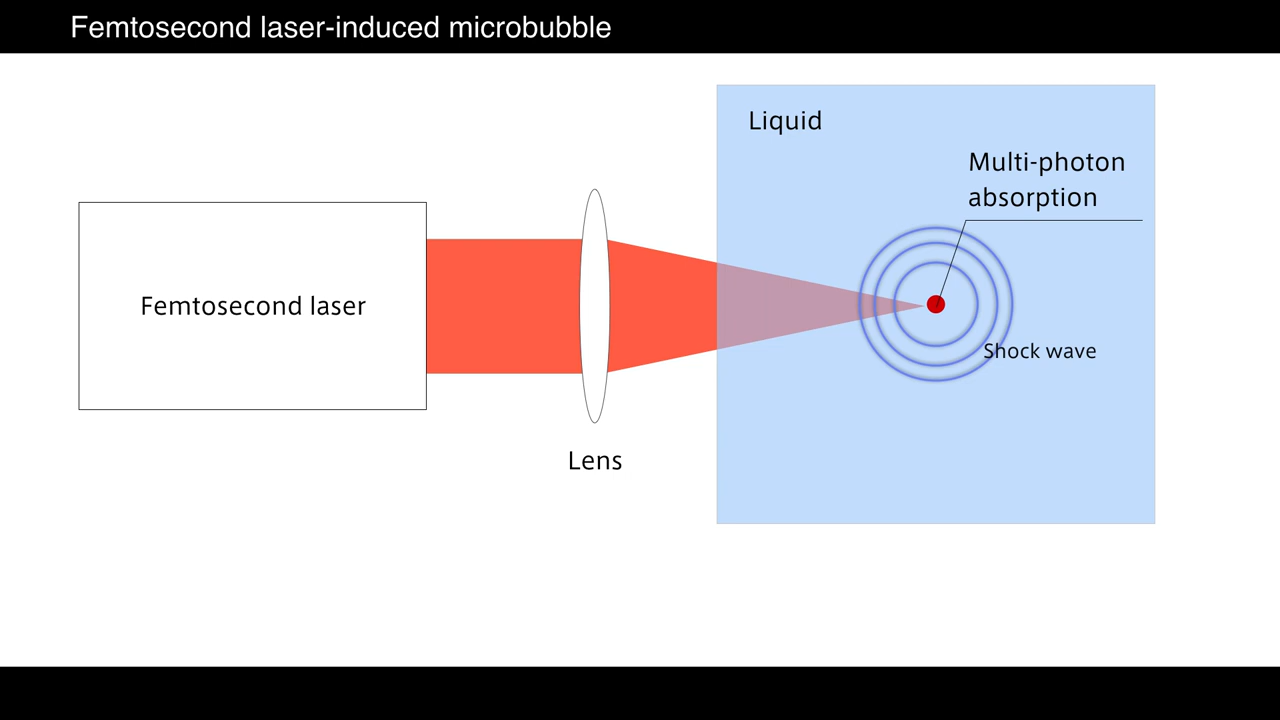 Femtosecond laser-induced microbubble
Liquid
Multi-photon
absorption
Femtosecond laser
Shock wave
Lens